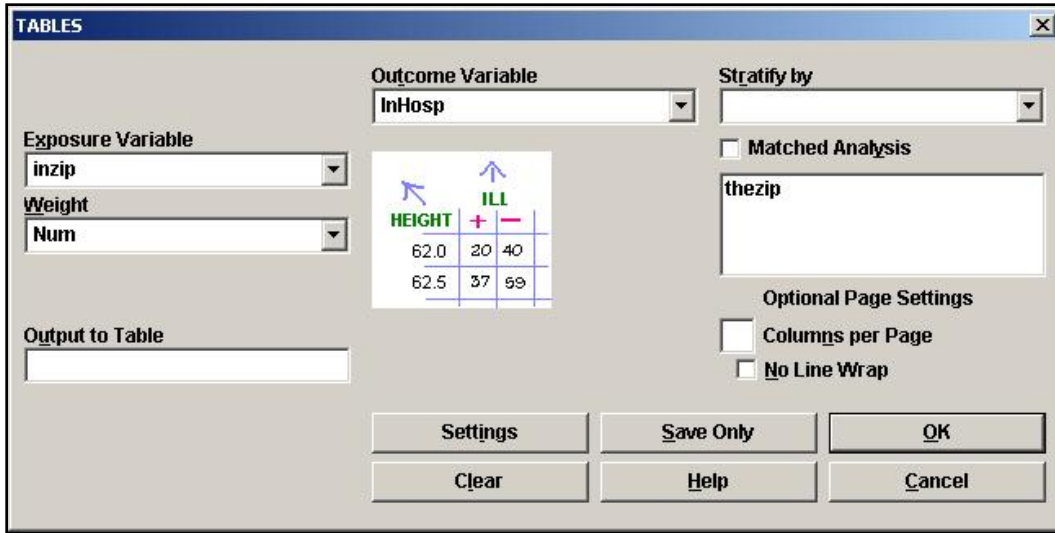 TABLES
Outcome Variable
InHosp
Stratify by
Exposure Variable
inzip
Matched Analysis
Weight
Num
thezip
ILL
HEIGHT + −
62.0 20 40
62.5 37 59
Optional Page Settings
Output to Table
Columns per Page
No Line Wrap
Settings
Save Only
OK
Clear
Help
Cancel